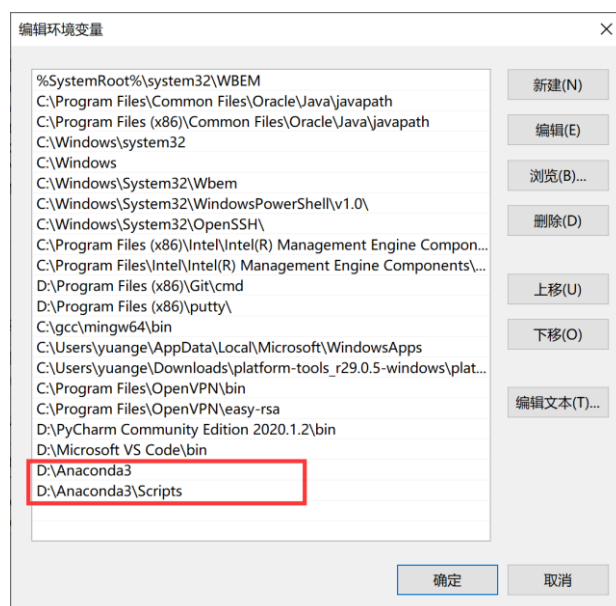 编辑环境变量
%SystemRoot%\system32\WBEM
C:\Program Files\Common Files\Oracle\Java\javapath
C:\Program Files (x86)\Common Files\Oracle\Java\javapath
C:\Windows\system32
C:\Windows
C:\Windows\System32\Wbem
C:\Windows\System32\WindowsPowerShell\v1.0\
C:\Windows\System32\OpenSSH\
C:\Program Files (x86)\Intel\Intel(R) Management Engine Compon...
C:\Program Files\Intel\Intel(R) Management Engine Components\...
D:\Program Files (x86)\Git\cmd
D:\Program Files (x86)\putty\
C:\gcc\mingw64\bin
C:\Users\yuange\AppData\Local\Microsoft\WindowsApps
C:\Users\yuange\Downloads\platform-tools_r29.0.5-windows\plat...
C:\Program Files\OpenVPN\bin
C:\Program Files\OpenVPN\easy-rsa
D:\PyCharm Community Edition 2020.1.2\bin
D:\Microsoft VS Code\bin
D:\Anaconda3
D:\Anaconda3\Scripts
新建(N)
编辑(E)
浏览(B)...
删除(D)
上移(U)
下移(O)
编辑文本(T)...
确定
取消